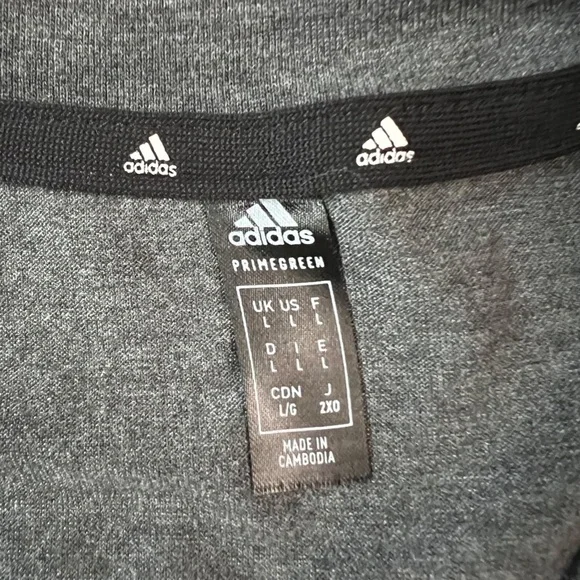 adidas
adidas
adidas
PRIMEGREEN
UK US F
L L L
D I E
L L L
CDN J
L/G 2XO
MADE IN
CAMBODIA